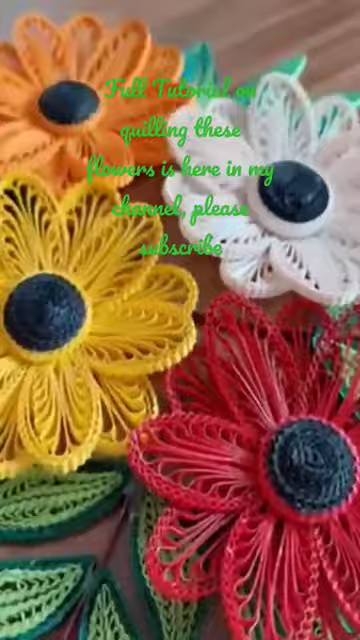 Full Tutorial on
quilling these
flowers is here in my
channel, please
subscribe